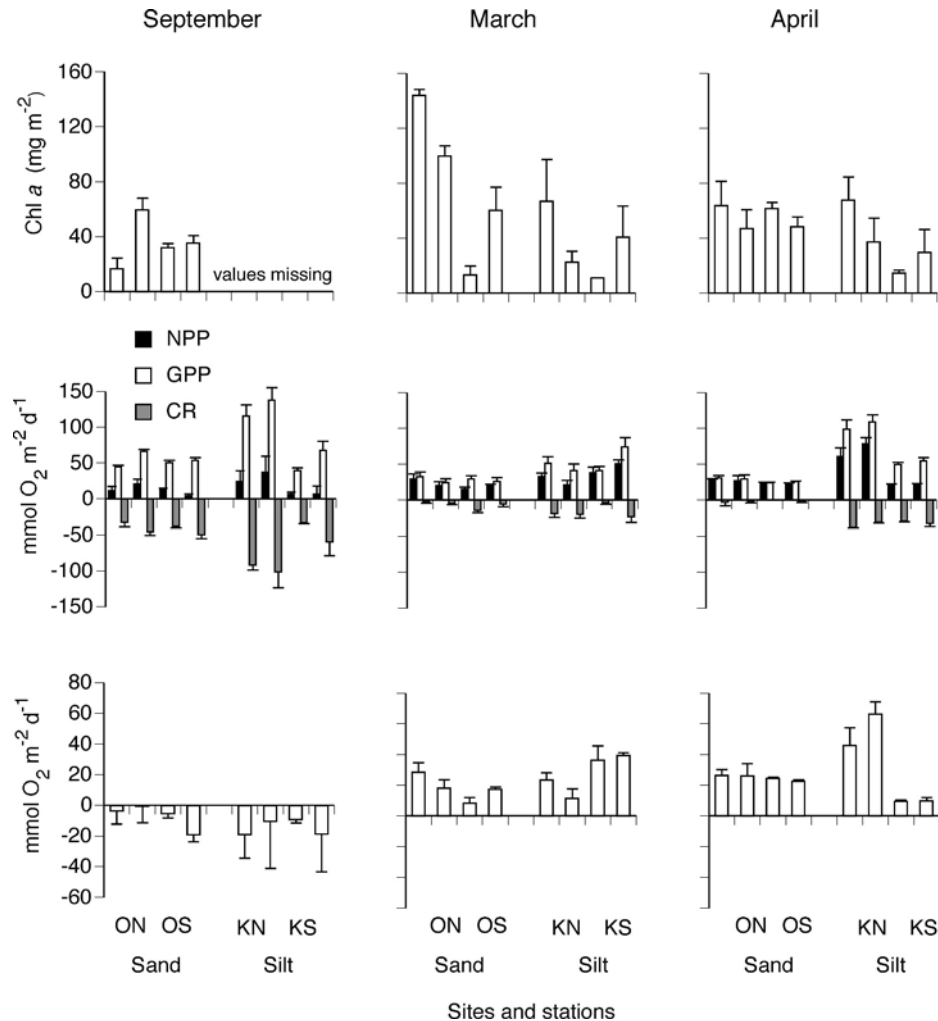 September March April
Chl a (mg m-2)
160
120
80
40
0
values missing
NPP
GPP
CR
mmol O2 m-2 d-1
150
100
50
0
-50
-100
-150
mmol O2 m-2 d-1
80
60
40
20
0
-20
-40
-60
ON OS KN KS ON OS KN KS ON OS KN KS
Sand Silt Sand Silt Sand Silt
Sites and stations